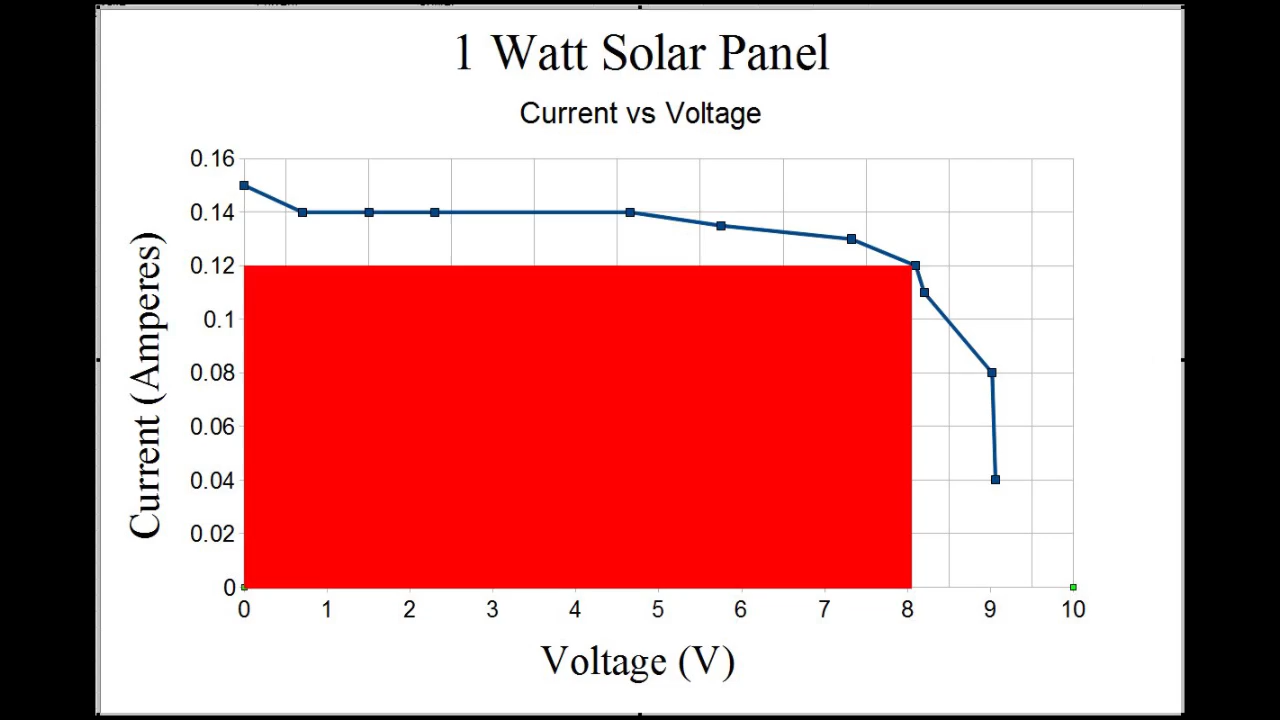 1 Watt Solar Panel
Current vs Voltage
0.16
0.14
0.12
0.1
0.08
0.06
0.04
0.02
0
Current (Amperes)
0 1 2 3 4 5 6 7 8 9 10
Voltage (V)